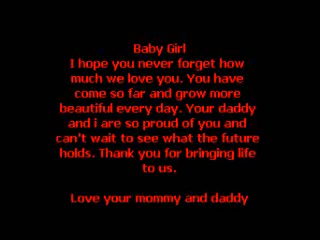 Baby Girl
I hope you never forget how
much we love you. You have
come so far and grow more
beautiful every day. Your daddy
and i are so proud of you and
can't wait to see what the future
holds. Thank you for bringing life
to us.
Love your mommy and daddy